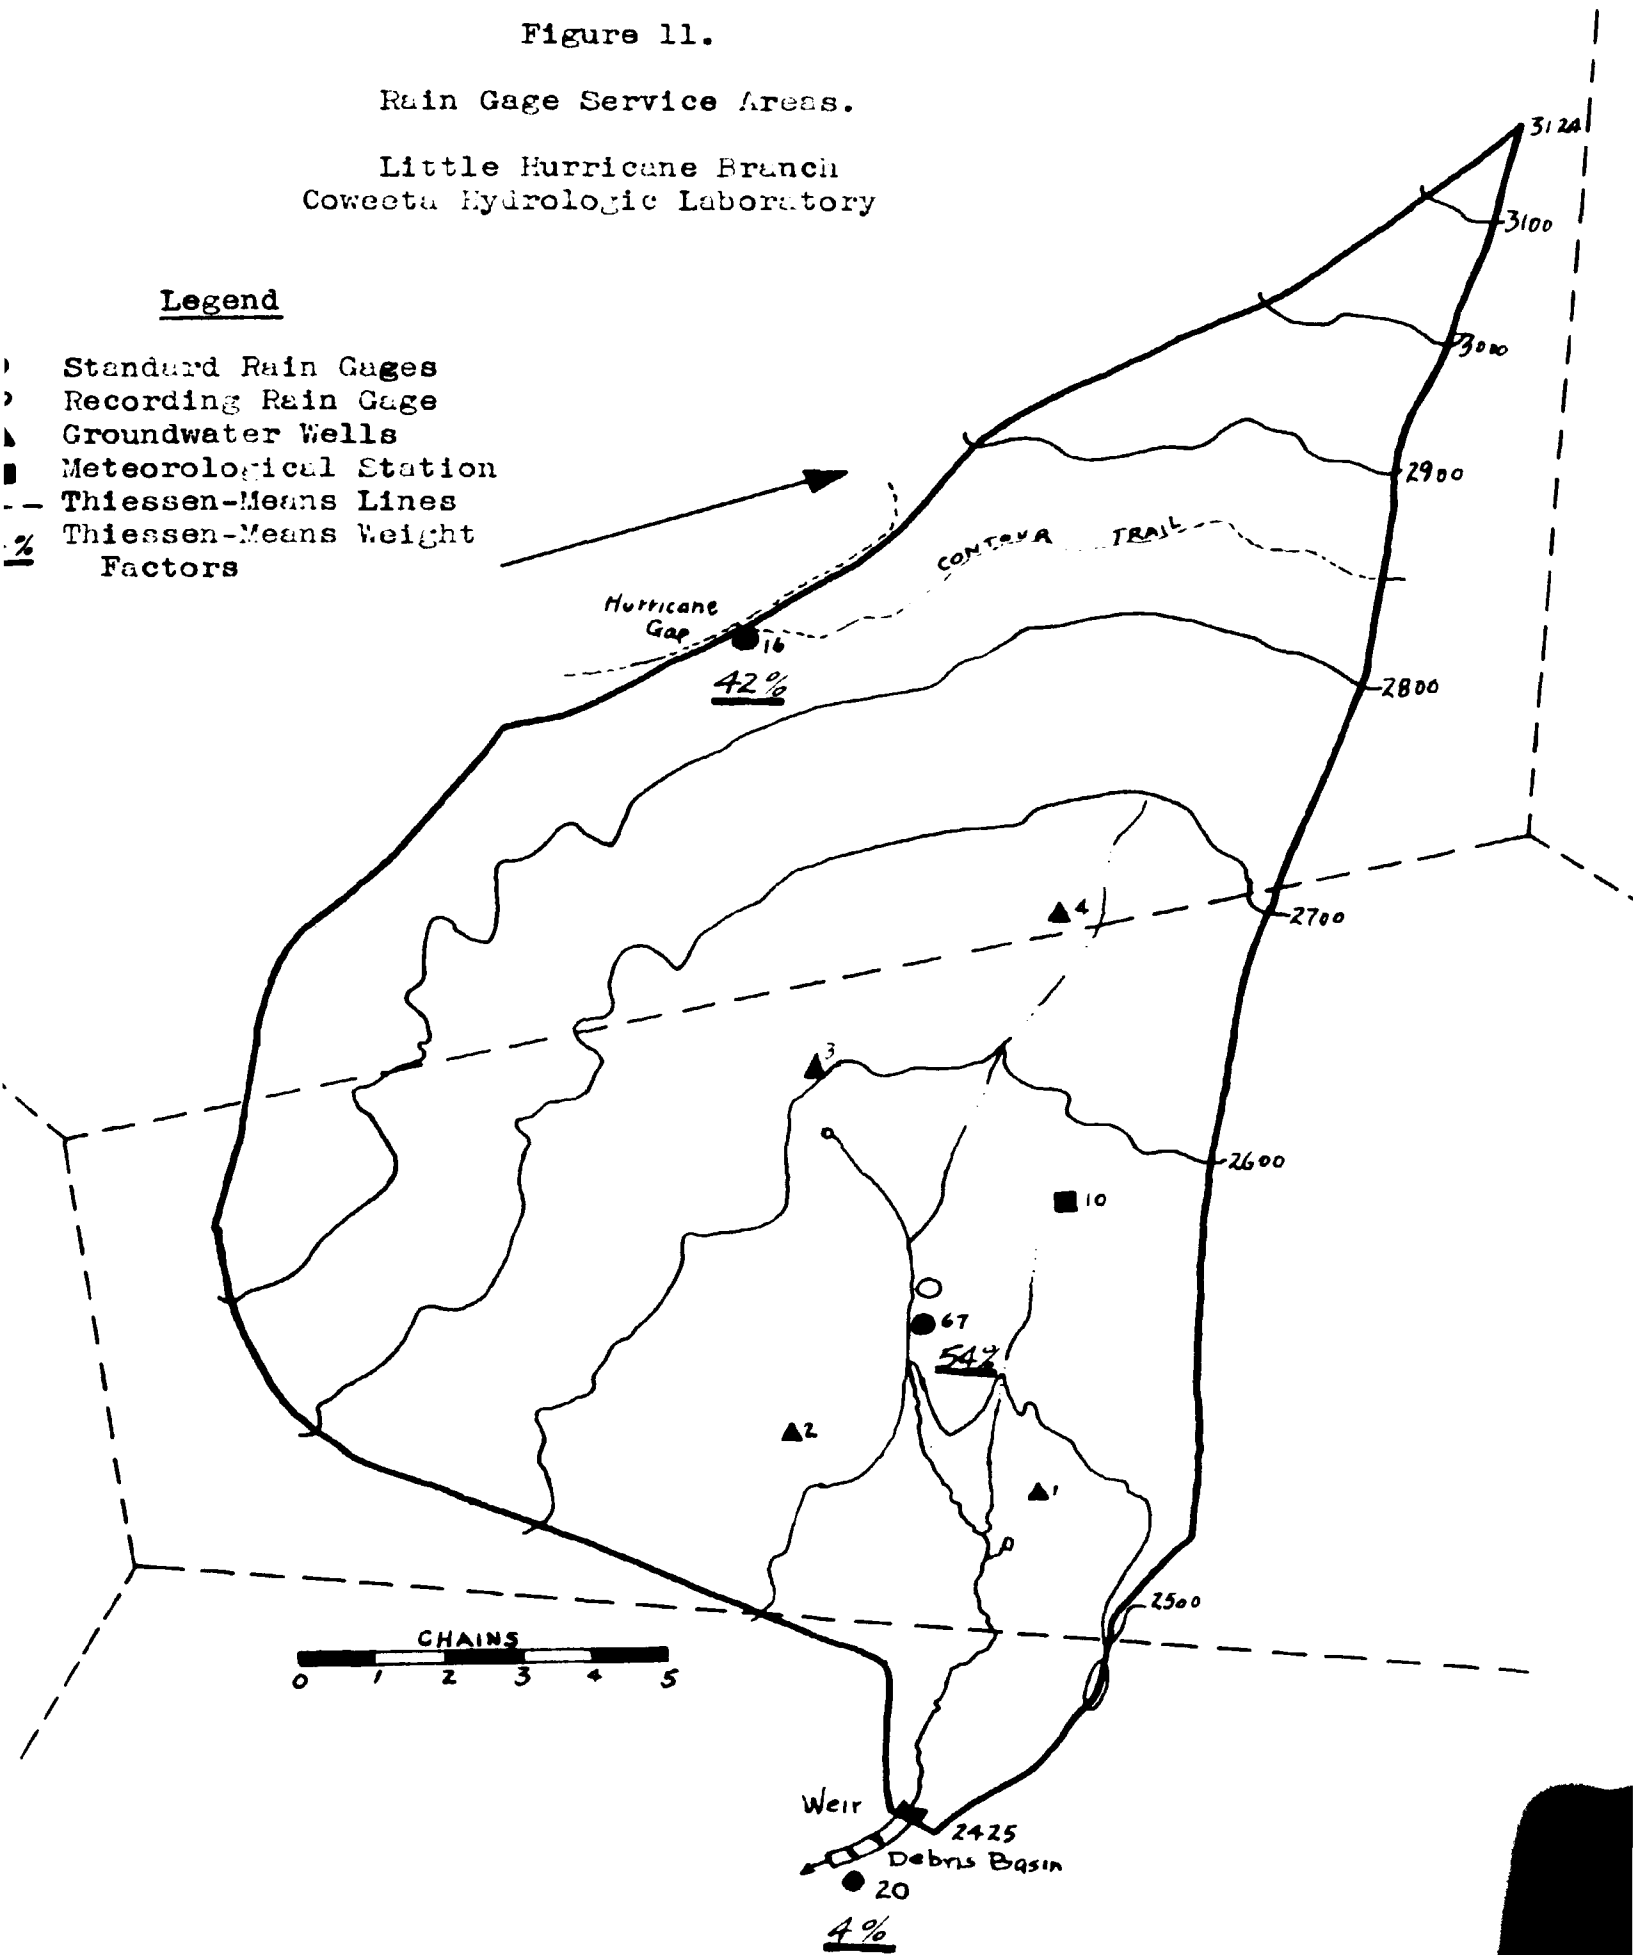 Figure 11.
Rain Gage Service Areas.
Little Hurricane Branch
Coweeta Hydrologic Laboratory
Legend
Standard Rain Gages
Recording Rain Gage
Groundwater Wells
Meteorological Station
Thiessen-Means Lines
% Thiessen-Means Weight
Factors
3124
3100
3000
2900
CONTOUR TRAIL
Hurricane
Gap
16
42%
2800
4
2700
3
2600
10
67
54%
2
1
2500
CHAINS
0 1 2 3 4 5
Weir
2425
Debris Basin
20
4%